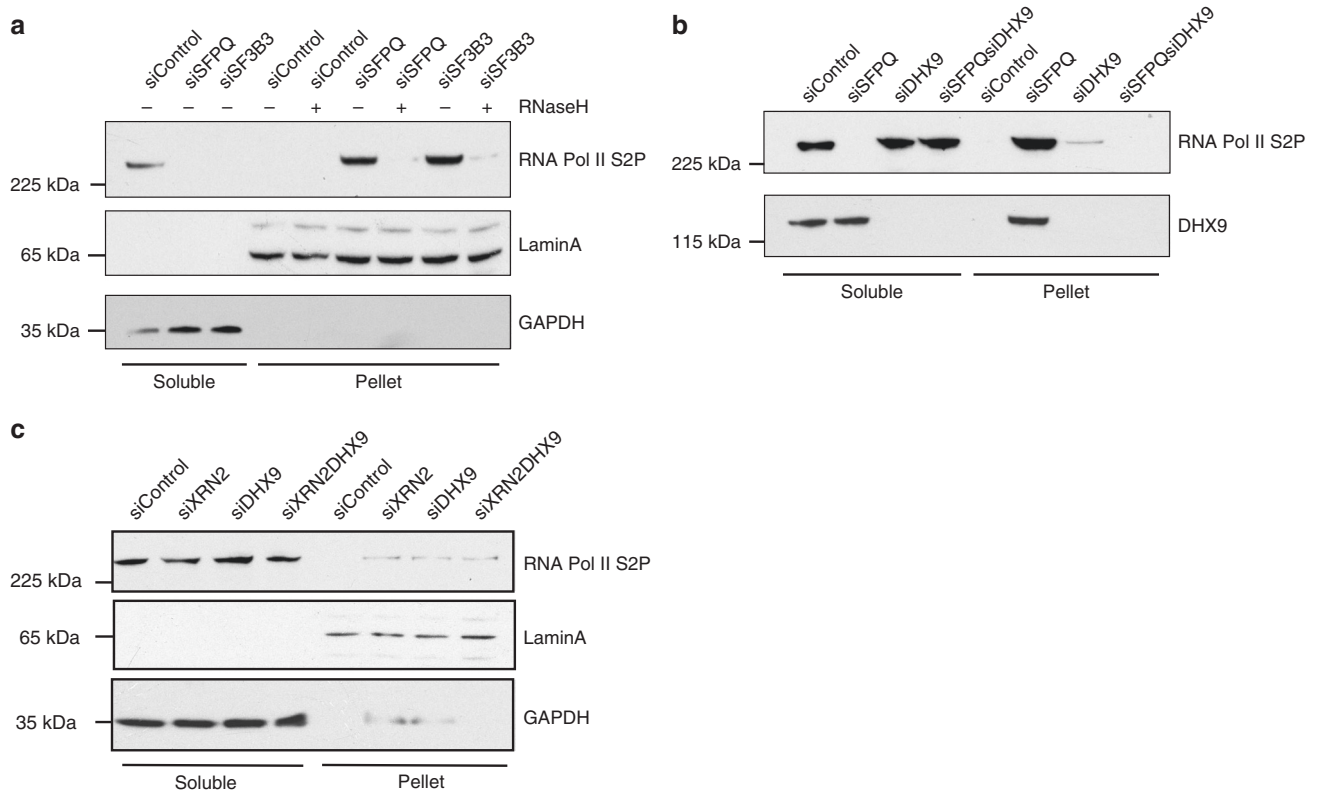 a
siControl siSFPQ siSF3B3 siControl siControl siSFPQ siSFPQ siSF3B3 siSF3B3
– – – – + – + – + RNaseH
RNA Pol II S2P
225 kDa
LaminA
65 kDa
GAPDH
35 kDa
Soluble Pellet
b
siControl siSFPQ siDHX9 siSFPQsiDHX9 siControl siSFPQ siDHX9 siSFPQsiDHX9
RNA Pol II S2P
225 kDa
DHX9
115 kDa
Soluble Pellet
c
siControl siXRN2 siDHX9 siXRN2DHX9 siControl siXRN2 siDHX9 siXRN2DHX9
RNA Pol II S2P
225 kDa
65 kDa LaminA
35 kDa GAPDH
Soluble Pellet